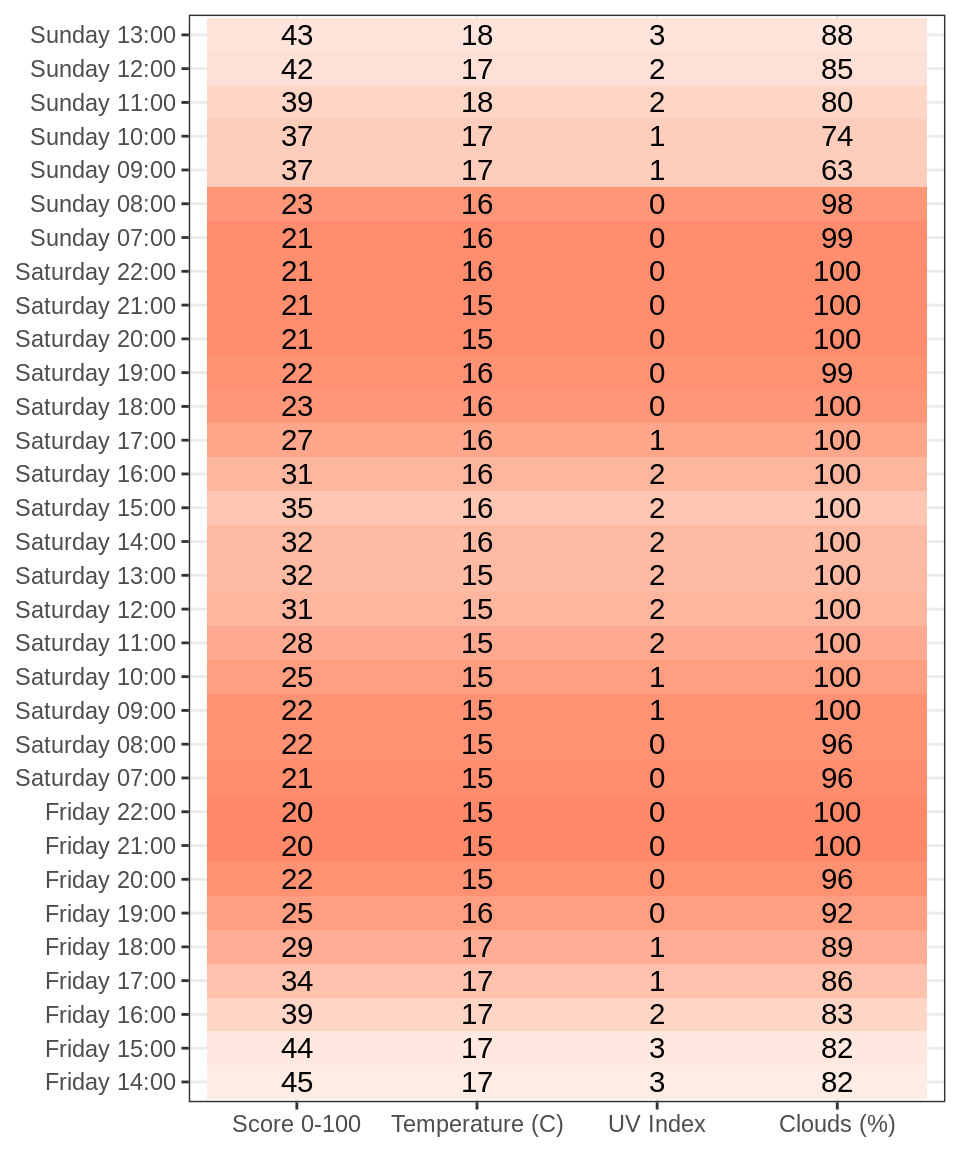 Sunday 13:00 43 18 3 88
Sunday 12:00 42 17 2 85
Sunday 11:00 39 18 2 80
Sunday 10:00 37 17 1 74
Sunday 09:00 37 17 1 63
Sunday 08:00 23 16 0 98
Sunday 07:00 21 16 0 99
Saturday 22:00 21 16 0 100
Saturday 21:00 21 15 0 100
Saturday 20:00 21 15 0 100
Saturday 19:00 22 16 0 99
Saturday 18:00 23 16 0 100
Saturday 17:00 27 16 1 100
Saturday 16:00 31 16 2 100
Saturday 15:00 35 16 2 100
Saturday 14:00 32 16 2 100
Saturday 13:00 32 15 2 100
Saturday 12:00 31 15 2 100
Saturday 11:00 28 15 2 100
Saturday 10:00 25 15 1 100
Saturday 09:00 22 15 1 100
Saturday 08:00 22 15 0 96
Saturday 07:00 21 15 0 96
Friday 22:00 20 15 0 100
Friday 21:00 20 15 0 100
Friday 20:00 22 15 0 96
Friday 19:00 25 16 0 92
Friday 18:00 29 17 1 89
Friday 17:00 34 17 1 86
Friday 16:00 39 17 2 83
Friday 15:00 44 17 3 82
Friday 14:00 45 17 3 82
Score 0-100 Temperature (C) UV Index Clouds (%)